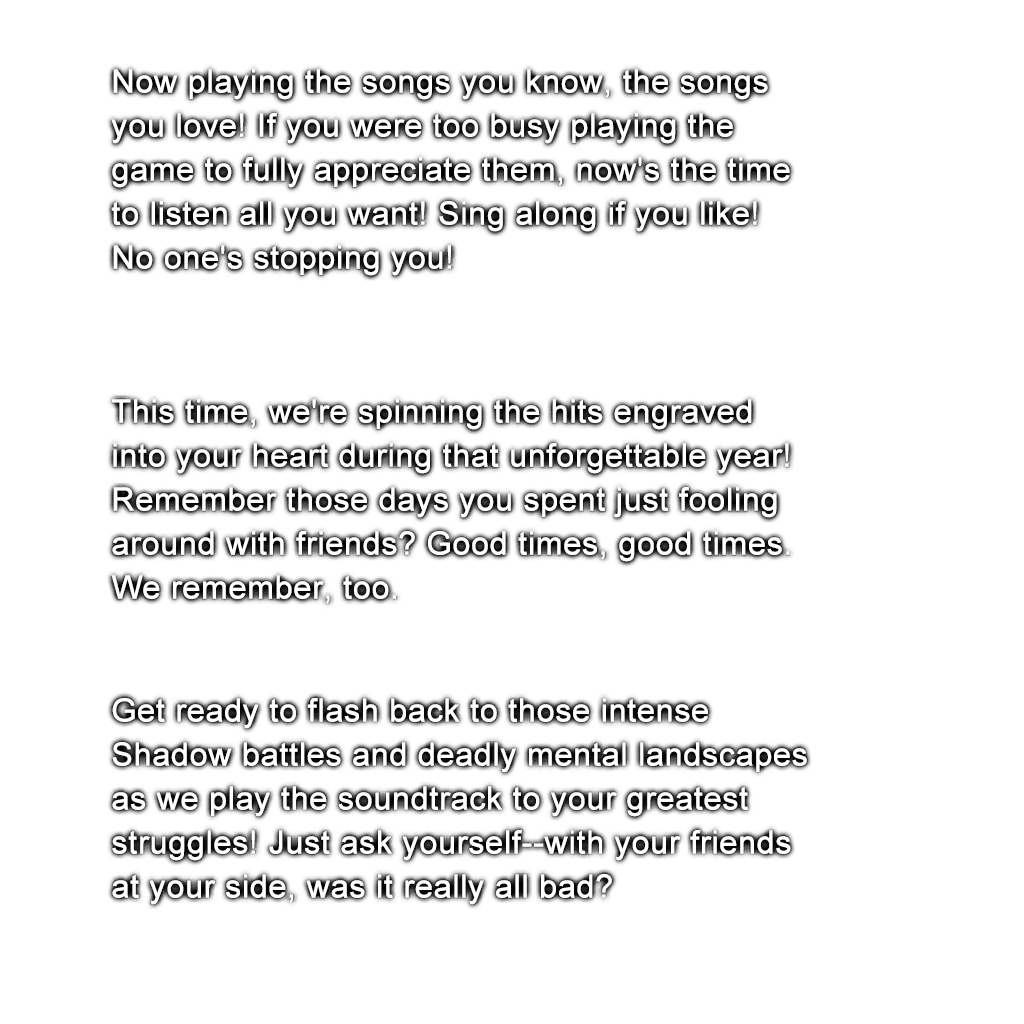 Now playing the songs you know, the songs
you love! If you were too busy playing the
game to fully appreciate them, now's the time
to listen all you want! Sing along if you like!
No one's stopping you!
This time, we're spinning the hits engraved
into your heart during that unforgettable year!
Remember those days you spent just fooling
around with friends? Good times, good times.
We remember, too.
Get ready to flash back to those intense
Shadow battles and deadly mental landscapes
as we play the soundtrack to your greatest
struggles! Just ask yourself--with your friends
at your side, was it really all bad?